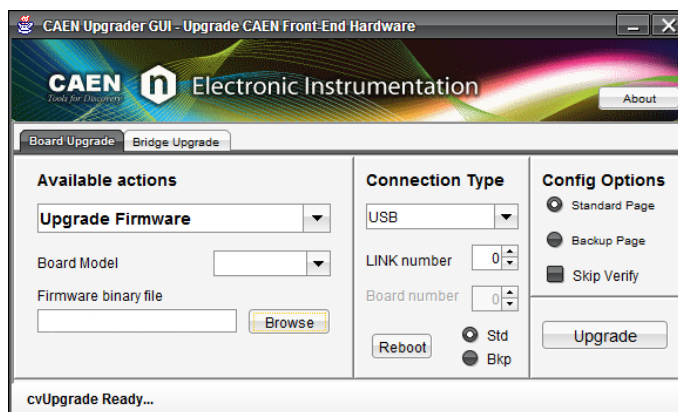 CAEN Upgrader GUI - Upgrade CAEN Front-End Hardware
CAEN n Electronic Instrumentation
Tools for Discovery
About
Board Upgrade Bridge Upgrade
Available actions
Upgrade Firmware
Board Model
Firmware binary file
Browse
Connection Type
USB
LINK number 0
Board number 0
Reboot
Std
Bkp
Config Options
Standard Page
Backup Page
Skip Verify
Upgrade
cvUpgrade Ready...